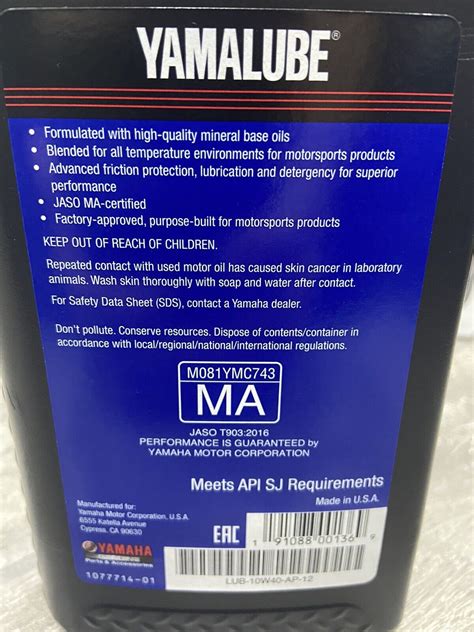 YAMALUBE®
• Formulated with high-quality mineral base oils
• Blended for all temperature environments for motorsports products
• Advanced friction protection, lubrication and detergency for superior
performance
• JASO MA-certified
• Factory-approved, purpose-built for motorsports products
KEEP OUT OF REACH OF CHILDREN.
Repeated contact with used motor oil has caused skin cancer in laboratory
animals. Wash skin thoroughly with soap and water after contact.
For Safety Data Sheet (SDS), contact a Yamaha dealer.
Don't pollute. Conserve resources. Dispose of contents/container in
accordance with local/regional/national/international regulations.
M081YMC743
MA
JASO T903:2016
PERFORMANCE IS GUARANTEED by
YAMAHA MOTOR CORPORATION
Meets API SJ Requirements
Made in U.S.A.
Manufactured for:
Yamaha Motor Corporation, U.S.A.
6555 Katella Avenue
Cypress, CA 90630
YAMAHA
GENUINE
Parts & Accessories
1077714-01
EAC
1 91088 00136 9
LUB-10W40-AP-12